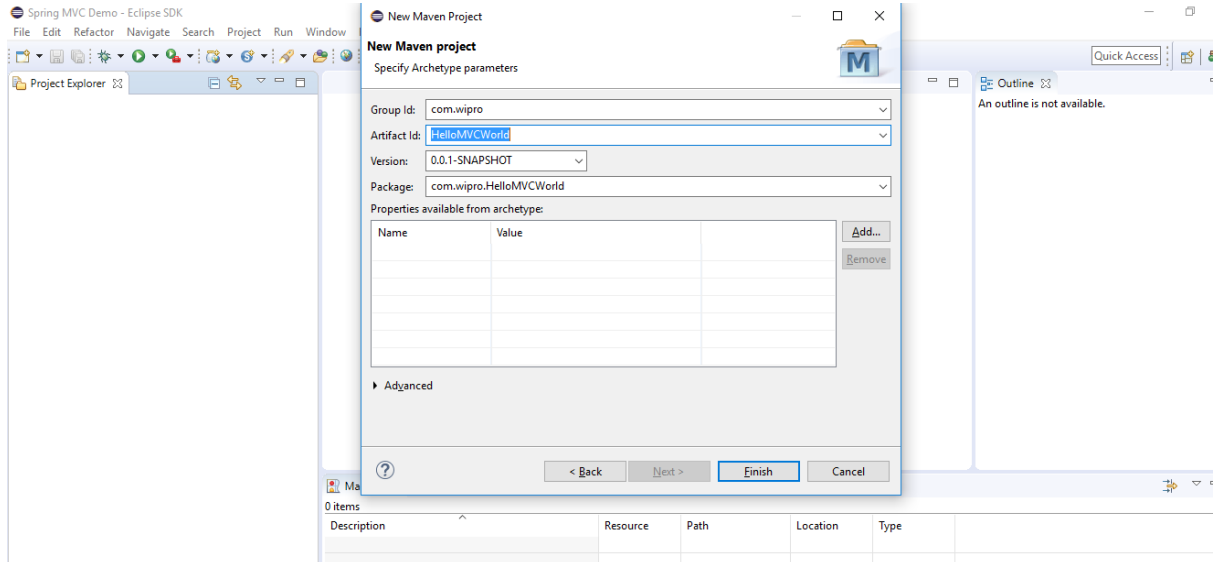 Spring MVC Demo - Eclipse SDK
File Edit Refactor Navigate Search Project Run Window
Quick Access
Project Explorer
New Maven Project
New Maven project
Specify Archetype parameters
M
Group Id: com.wipro
Artifact Id: HelloMVCWorld
Version: 0.0.1-SNAPSHOT
Package: com.wipro.HelloMVCWorld
Properties available from archetype:
Name Value
Add...
Remove
Advanced
?
< Back Next > Finish Cancel
Outline
An outline is not available.
Ma
0 items
Description Resource Path Location Type